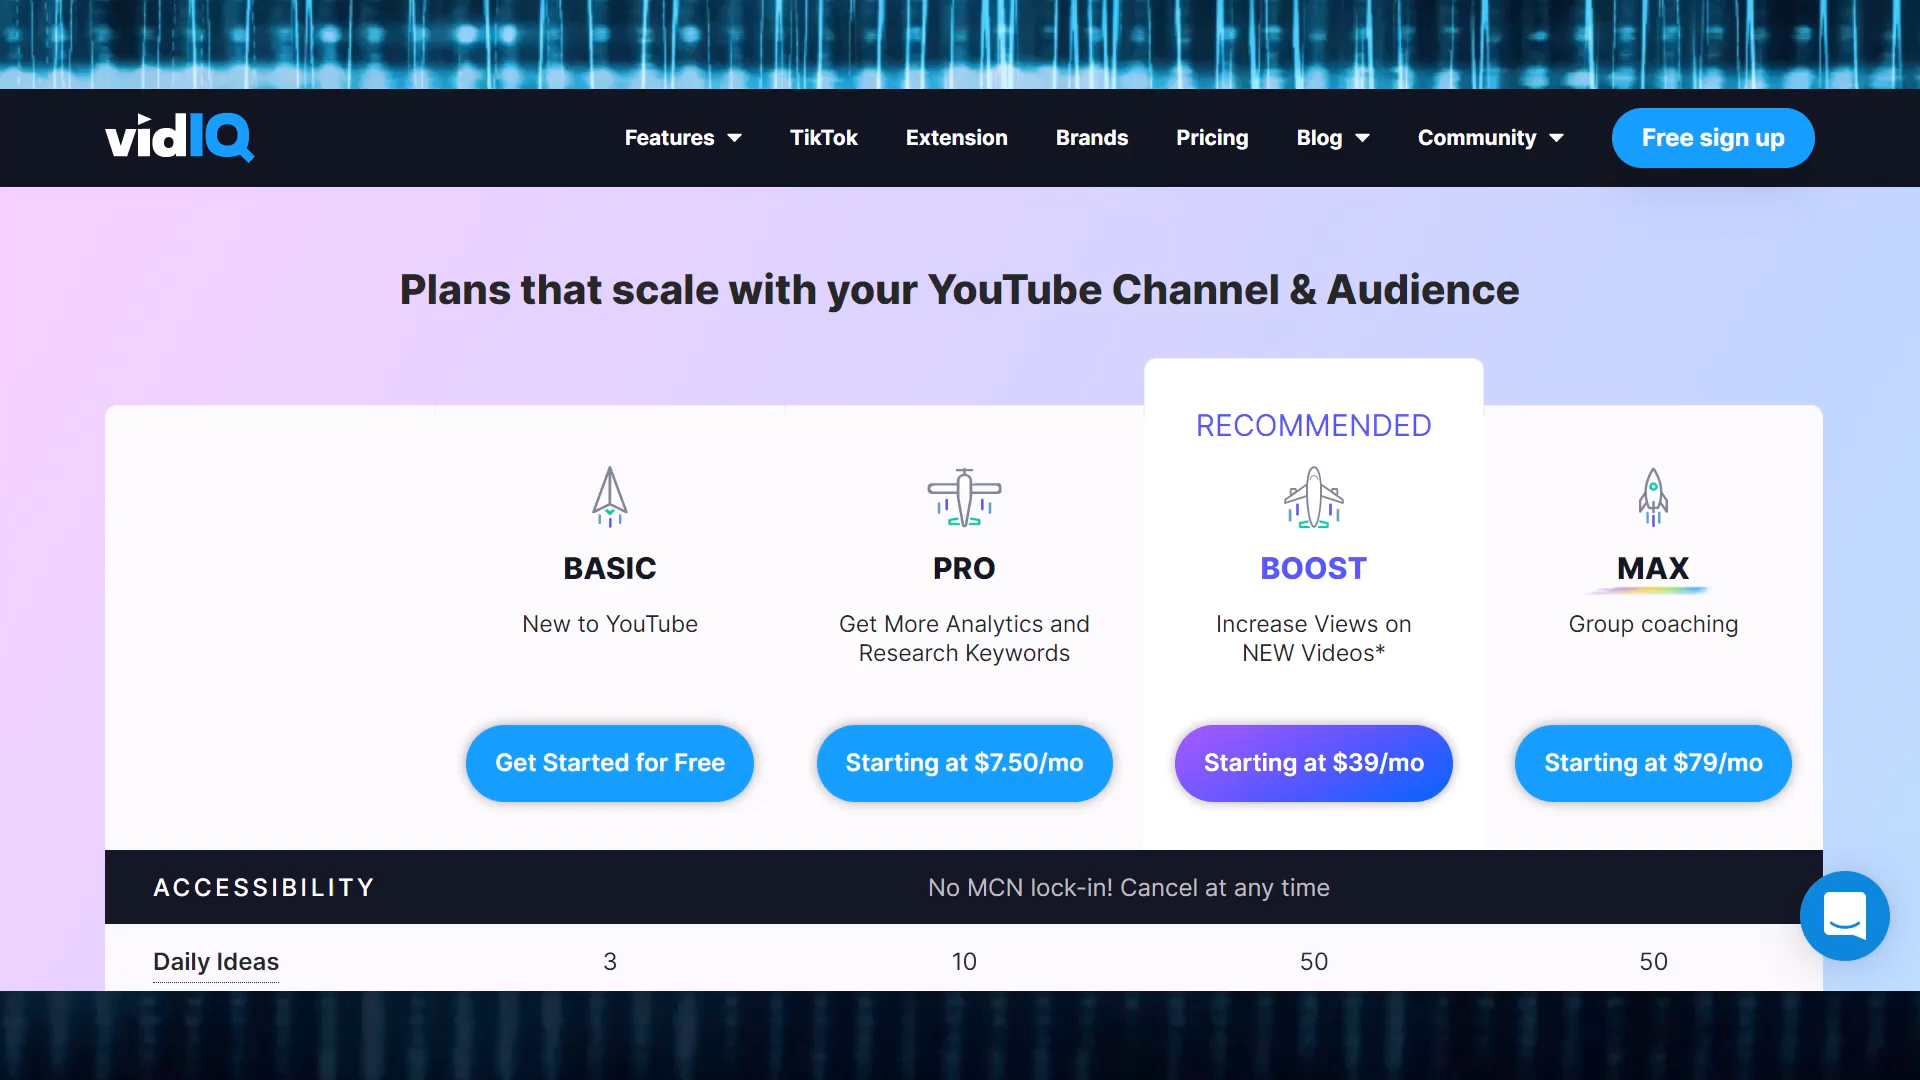 vidIQ
Features TikTok Extension Brands Pricing Blog Community Free sign up
Plans that scale with your YouTube Channel & Audience
RECOMMENDED
BASIC PRO BOOST MAX
New to YouTube
Get More Analytics and
Research Keywords
Increase Views on
NEW Videos*
Group coaching
Get Started for Free Starting at $7.50/mo Starting at $39/mo Starting at $79/mo
ACCESSIBILITY No MCN lock-in! Cancel at any time
Daily Ideas 3 10 50 50